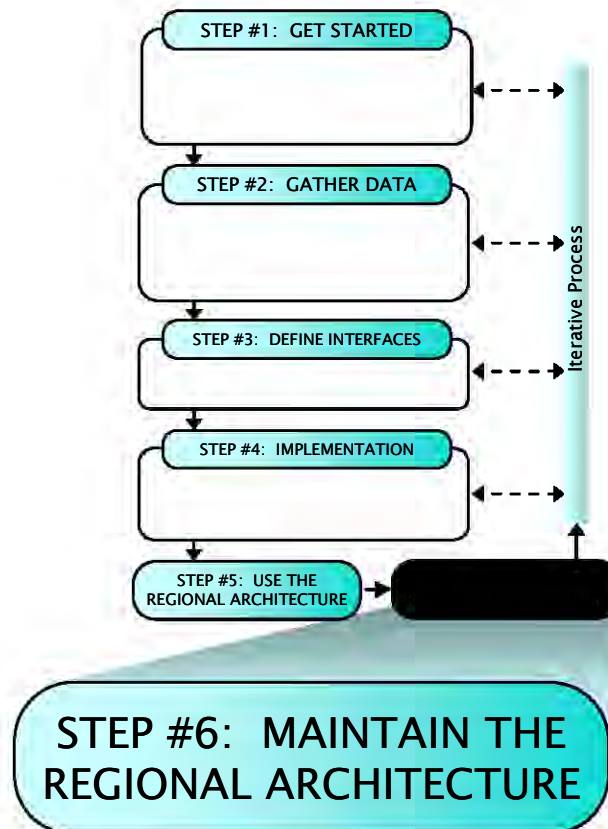 STEP #1: GET STARTED
STEP #2: GATHER DATA
STEP #3: DEFINE INTERFACES
STEP #4: IMPLEMENTATION
Iterative Process
STEP #5: USE THE
REGIONAL ARCHITECTURE
STEP #6: MAINTAIN THE
REGIONAL ARCHITECTURE